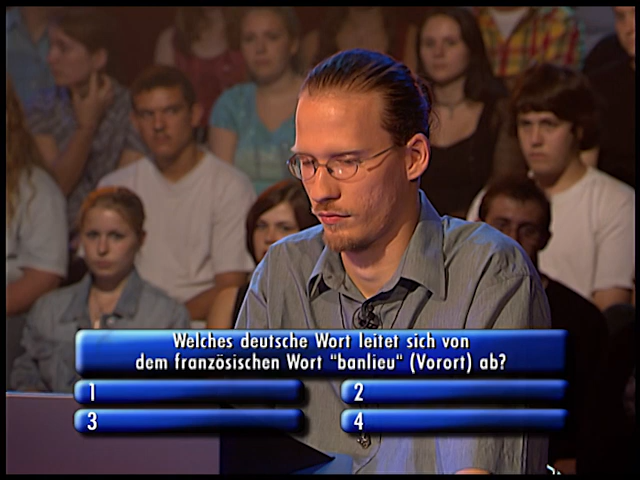 Welches deutsche Wort leitet sich von
dem französischen Wort "banlieu" (Vorort) ab?
1
2
3
4